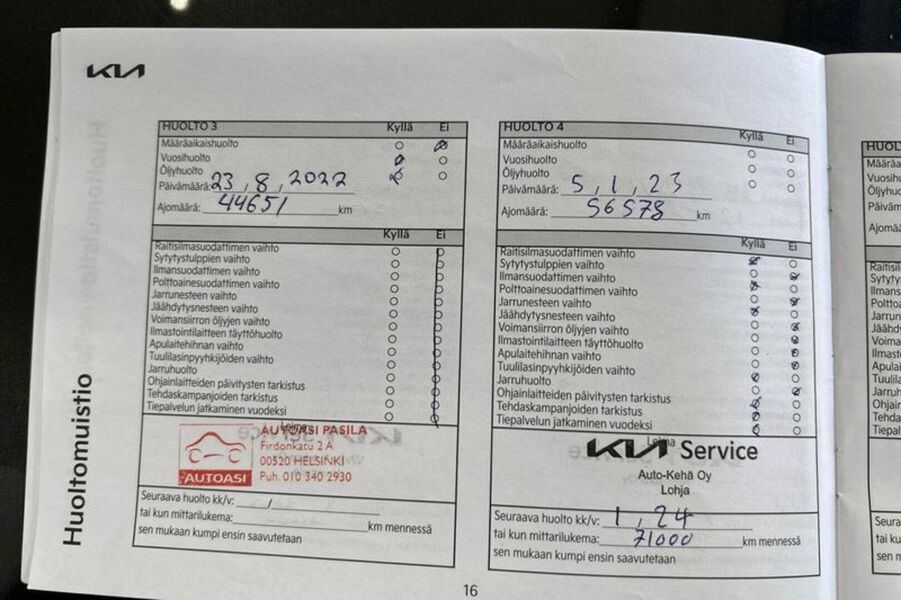 KIA
Huoltomuistio
HUOLTO 3 Kyllä Ei
Määräaikaishuolto
Vuosihuolto
Öljyhuolto
Päivämäärä: 23, 8, 2022
Ajomäärä: 44651 km
Kyllä Ei
Raitisilmasuodattimen vaihto
Sytytystulppien vaihto
Ilmansuodattimen vaihto
Polttoainesuodattimen vaihto
Jarrunesteen vaihto
Jäähdytysnesteen vaihto
Voimansiirron öljyjen vaihto
Ilmastointilaitteen täyttöhuolto
Apulaitehihnan vaihto
Tuulilasinpyyhkijöiden vaihto
Jarruhuolto
Ohjainlaitteiden päivitysten tarkistus
Tehdaskampanjoiden tarkistus
Tiepalvelun jatkaminen vuodeksi
Leima
AUTOASI PASILA
Firdonkatu 2 A
00520 HELSINKI
Puh. 010 340 2930
AUTOASI
Seuraava huolto kk/v: /
tai kun mittarilukema: km mennessä
sen mukaan kumpi ensin saavutetaan
HUOLTO 4 Kyllä Ei
Määräaikaishuolto
Vuosihuolto
Öljyhuolto
Päivämäärä: 5, 1, 23
Ajomäärä: 56578 km
Kyllä Ei
Raitisilmasuodattimen vaihto
Sytytystulppien vaihto
Ilmansuodattimen vaihto
Polttoainesuodattimen vaihto
Jarrunesteen vaihto
Jäähdytysnesteen vaihto
Voimansiirron öljyjen vaihto
Ilmastointilaitteen täyttöhuolto
Apulaitehihnan vaihto
Tuulilasinpyyhkijöiden vaihto
Jarruhuolto
Ohjainlaitteiden päivitysten tarkistus
Tehdaskampanjoiden tarkistus
Tiepalvelun jatkaminen vuodeksi
Leima
KIA Service
Auto-Kehä Oy
Lohja
Seuraava huolto kk/v: 1, 24
tai kun mittarilukema: 71000 km mennessä
sen mukaan kumpi ensin saavutetaan
16